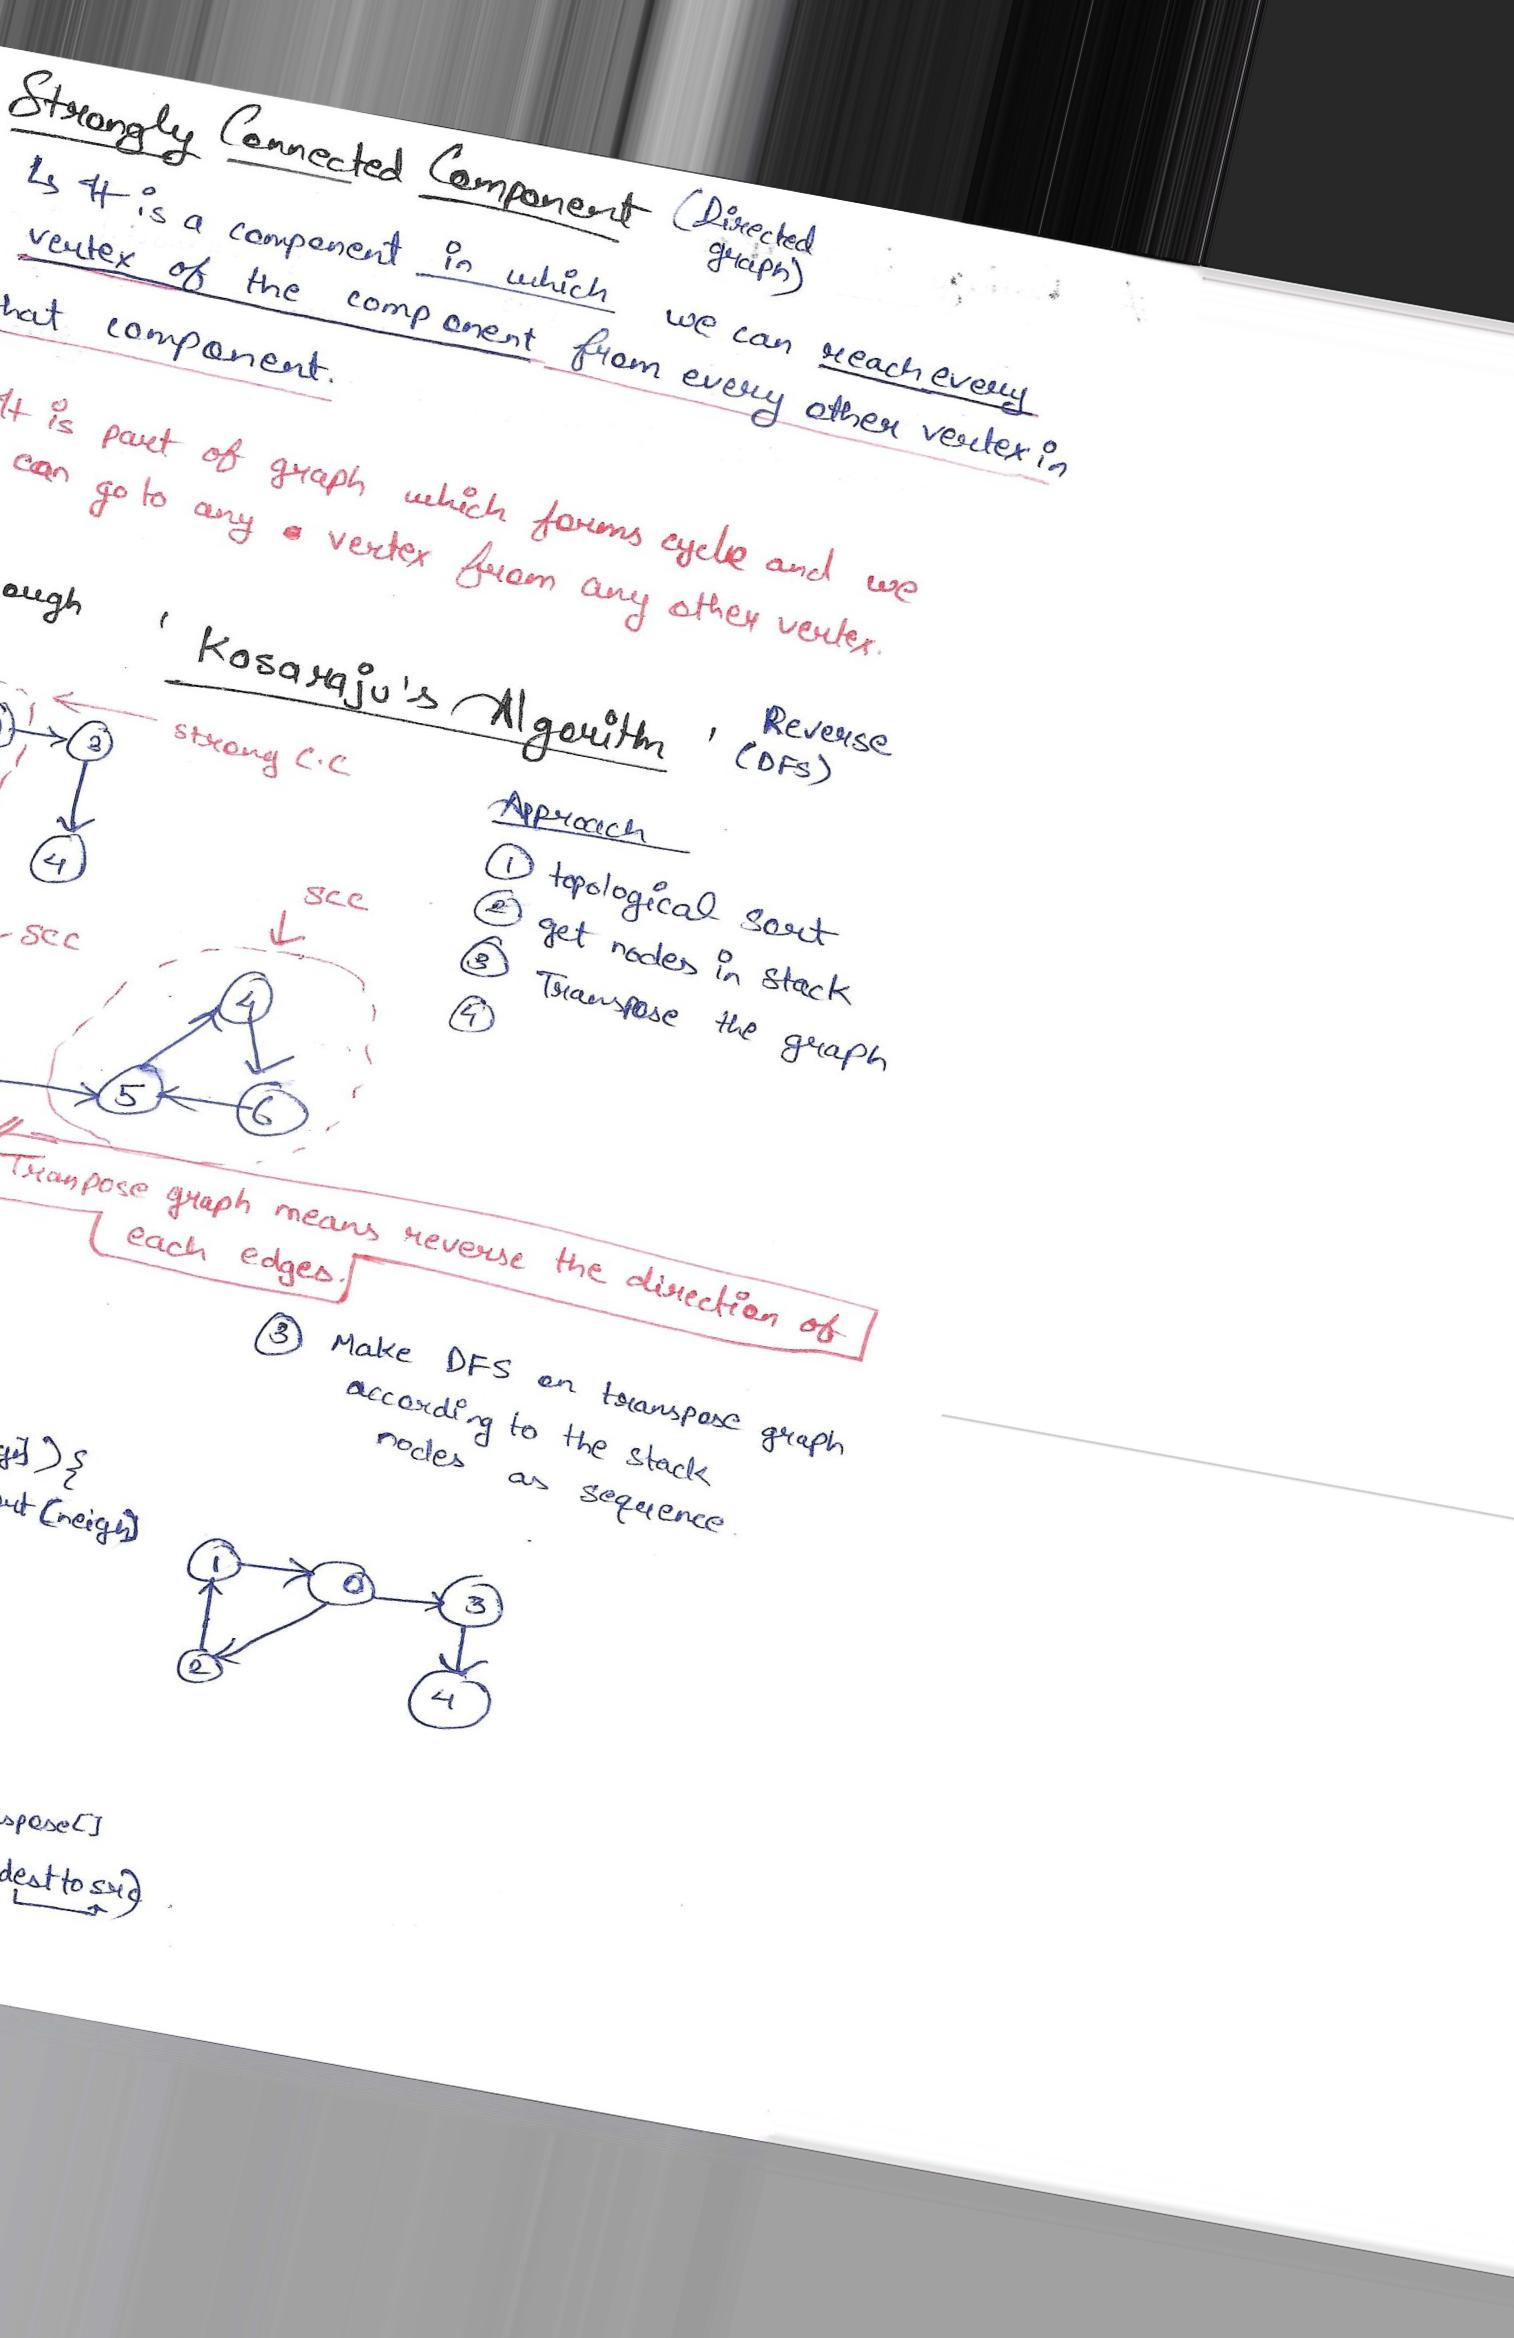 Strongly Connected Component (Directed graph)
↳ It is a component in which we can reach every
vertex of the component from every other vertex in
hat component.
It is part of graph which forms cycle and we
can go to any vertex from any other vertex.
ough ' Kosaraju's Algorithm ' Reverse (DFS)
3
strong C.C
4
Approach
① topological sort
② get nodes in stack
③ Transpose the graph
④
SCC
SCC
4
5
6
Tranpose graph means reverse the direction of
each edges.
③ Make DFS on transpose graph
according to the stack
nodes as sequence.
){
[neigh]
1
0
3
2
4
spose[]
dest to src)